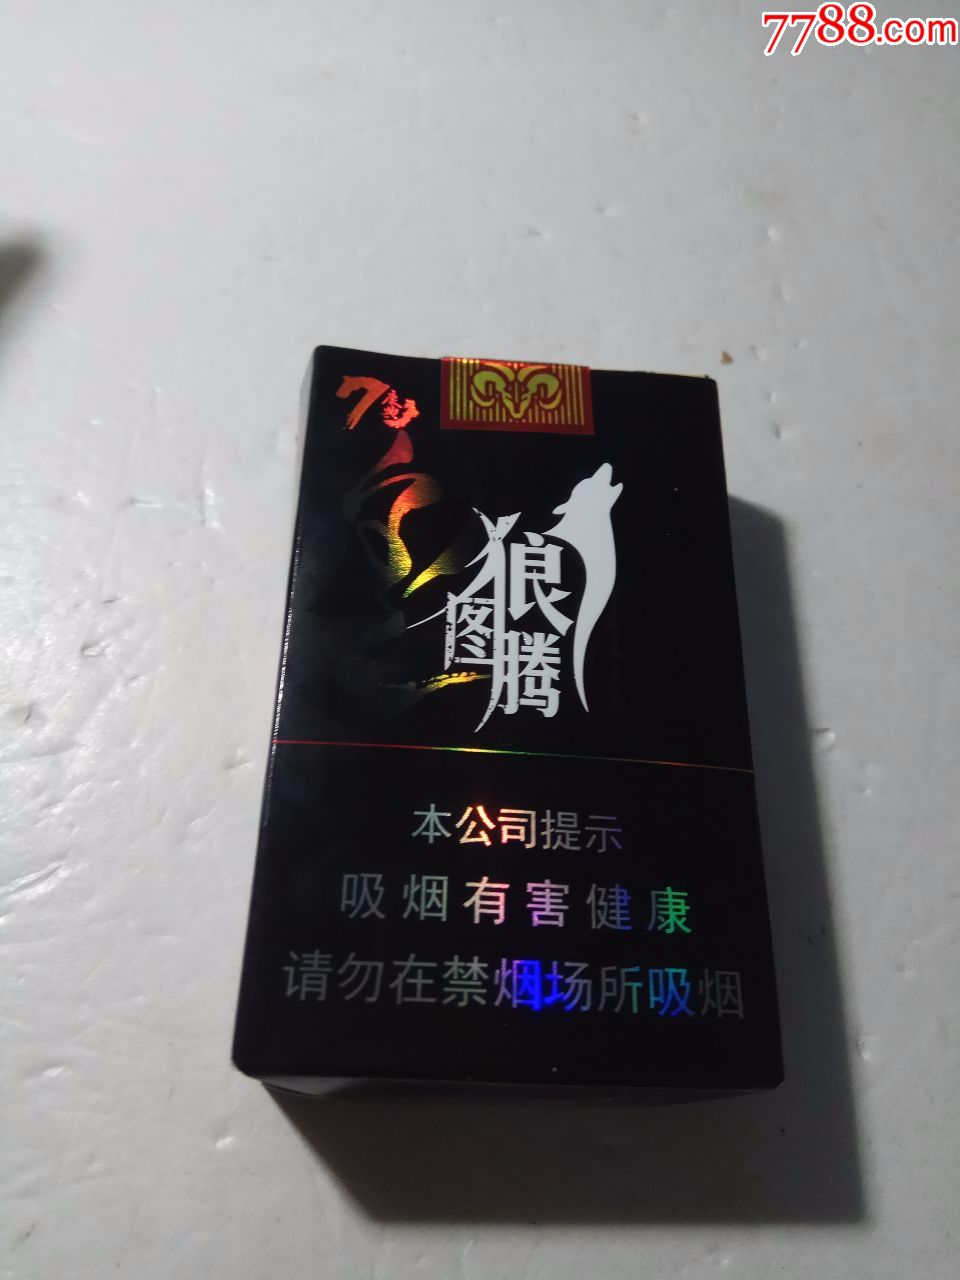 7788.com
狼
图
腾
本公司提示
吸烟有害健康
请勿在禁烟场所吸烟